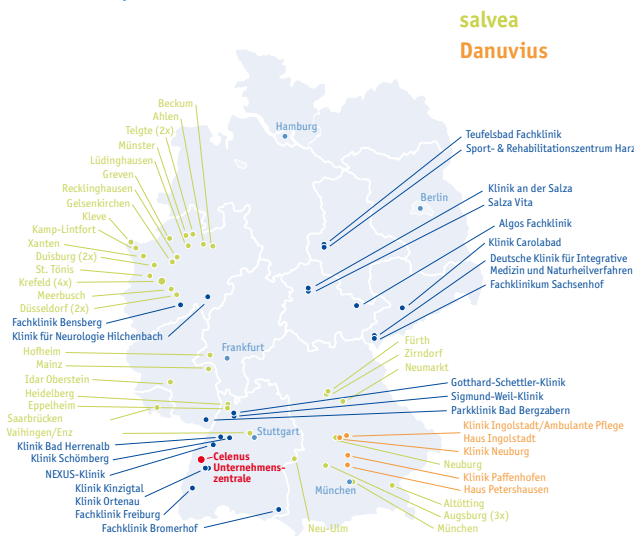 salvea
Danuvius
Beckum
Ahlen
Telgte (2x)
Münster
Lüdinghausen
Greven
Recklinghausen
Gelsenkirchen
Kleve
Kamp-Lintfort
Xanten
Duisburg (2x)
St. Tönis
Krefeld (4x)
Meerbusch
Düsseldorf (2x)
Fachklinik Bensberg
Klinik für Neurologie Hilchenbach
Hofheim
Mainz
Idar Oberstein
Heidelberg
Eppelheim
Saarbrücken
Vaihingen/Enz
Klinik Bad Herrenalb
Klinik Schömberg
NEXUS-Klinik
Klinik Kinzigtal
Klinik Ortenau
Fachklinik Freiburg
Fachklinik Bromerhof
Hamburg
Berlin
Frankfurt
Stuttgart
München
Celenus
Unternehmens-
zentrale
Teufelsbad Fachklinik
Sport- & Rehabilitationszentrum Harz
Klinik an der Salza
Salza Vita
Algos Fachklinik
Klinik Carolabad
Deutsche Klinik für Integrative
Medizin und Naturheilverfahren
Fachklinikum Sachsenhof
Fürth
Zirndorf
Neumarkt
Gotthard-Schettler-Klinik
Sigmund-Weil-Klinik
Parkklinik Bad Bergzabern
Klinik Ingolstadt/Ambulante Pflege
Haus Ingolstadt
Klinik Neuburg
Neuburg
Klinik Paffenhofen
Haus Petershausen
Altötting
Augsburg (3x)
München
Neu-Ulm